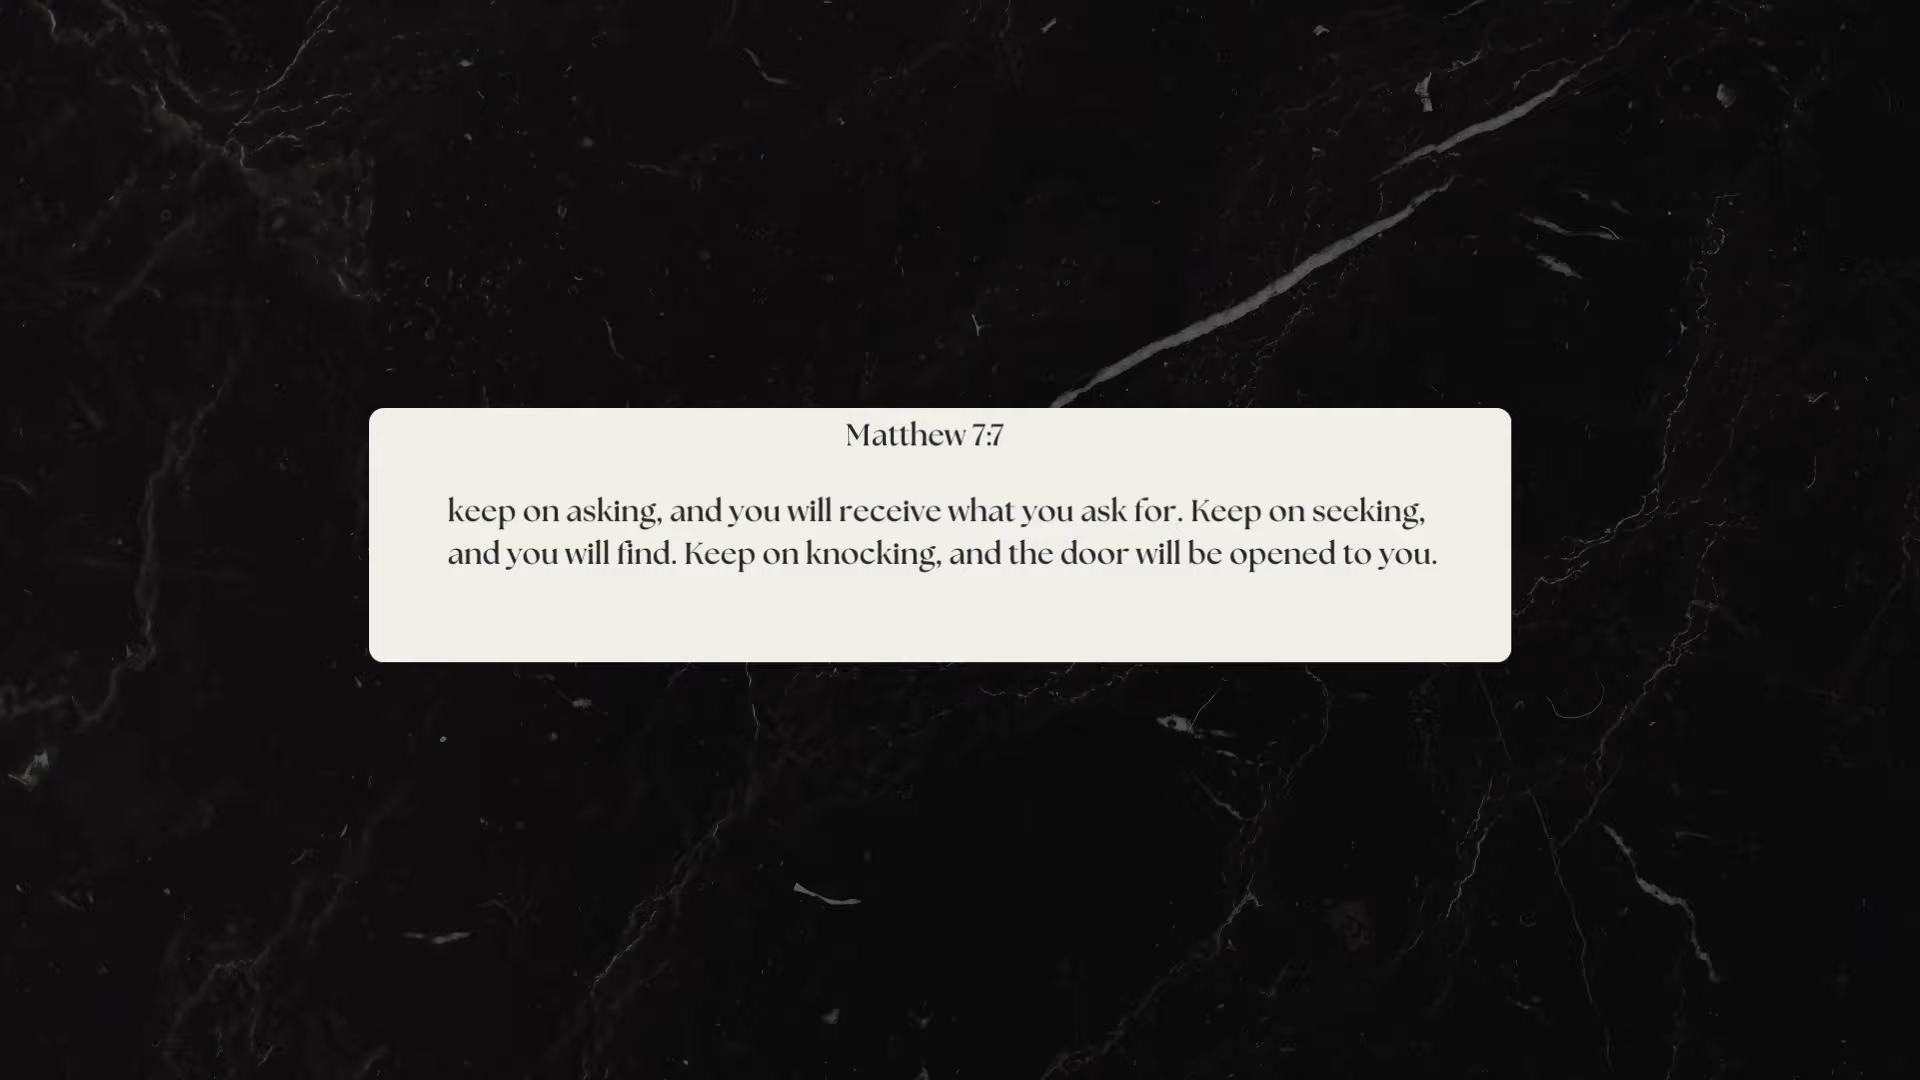 Matthew 7:7
keep on asking, and you will receive what you ask for. Keep on seeking,
and you will find. Keep on knocking, and the door will be opened to you.